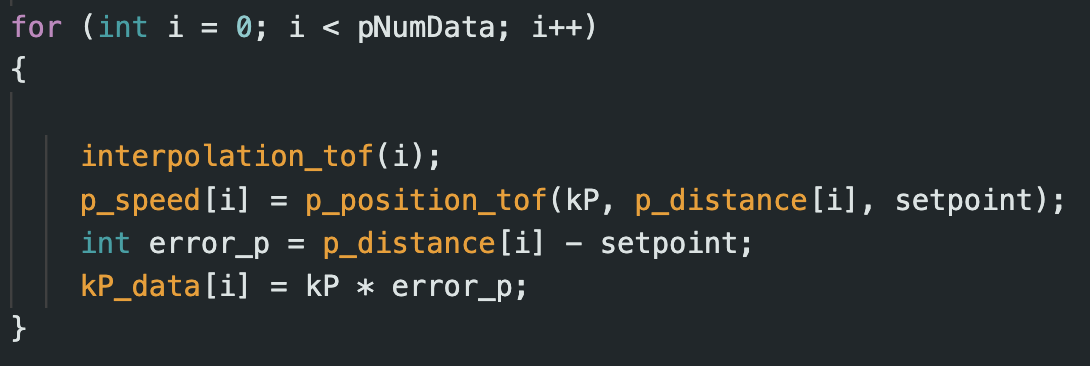 for (int i = 0; i < pNumData; i++)
{
interpolation_tof(i);
p_speed[i] = p_position_tof(kP, p_distance[i], setpoint);
int error_p = p_distance[i] - setpoint;
kP_data[i] = kP * error_p;
}